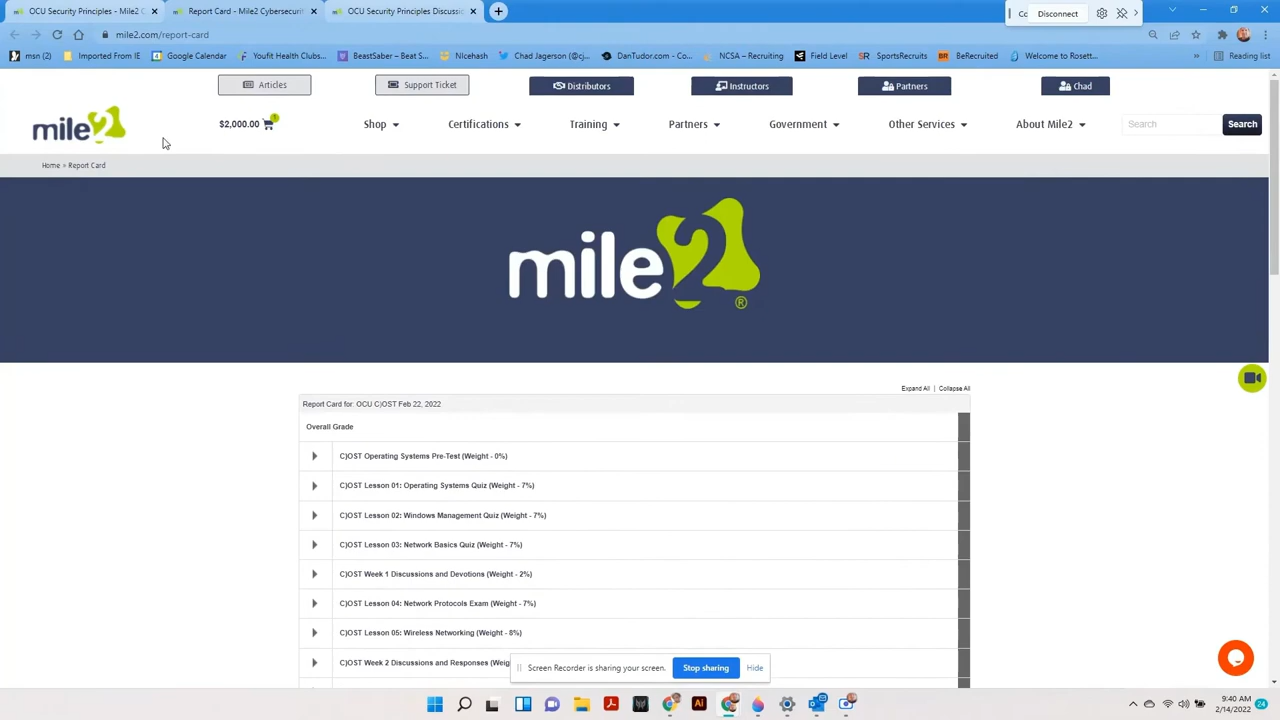 OCU Security Principles - Mile2 C
Report Card - Mile2 Cybersecuri
OCU Security Principles Discuss
Disconnect
mile2.com/report-card
msn (2)
Imported From IE
Google Calendar
Youth Health Clubs
BeastSaber
Nicehash
Chad Jagerson (@cj...
DanTudor.com - Co...
NCSA – Recruiting
Field Level
SportsRecruits
BeRecruited
Welcome to Rosett...
Reading list
Articles
Support Ticket
Distributors
Instructors
Partners
Chad
mile2
$2,000.00
Shop
Certifications
Training
Partners
Government
Other Services
About Mile2
Search
Search
Home » Report Card
mile2®
Expand All | Collapse All
Report Card for: OCU C)OST Feb 22, 2022
Overall Grade
C)OST Operating Systems Pre-Test (Weight - 0%)
C)OST Lesson 01: Operating Systems Quiz (Weight - 7%)
C)OST Lesson 02: Windows Management Quiz (Weight - 7%)
C)OST Lesson 03: Network Basics Quiz (Weight - 7%)
C)OST Week 1 Discussions and Devotions (Weight - 2%)
C)OST Lesson 04: Network Protocols Exam (Weight - 7%)
C)OST Lesson 05: Wireless Networking (Weight - 8%)
C)OST Week 2 Discussions and Responses (Weig
Screen Recorder is sharing your screen.
Stop sharing
Hide
9:40 AM
2/14/2022
24